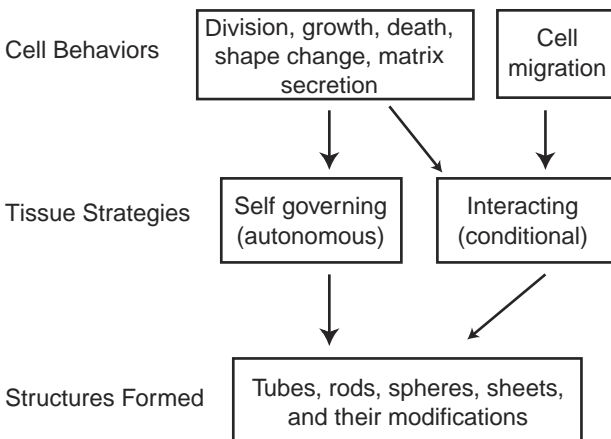 Cell Behaviors
Division, growth, death,
shape change, matrix
secretion
Cell
migration
Tissue Strategies
Self governing
(autonomous)
Interacting
(conditional)
Structures Formed
Tubes, rods, spheres, sheets,
and their modifications